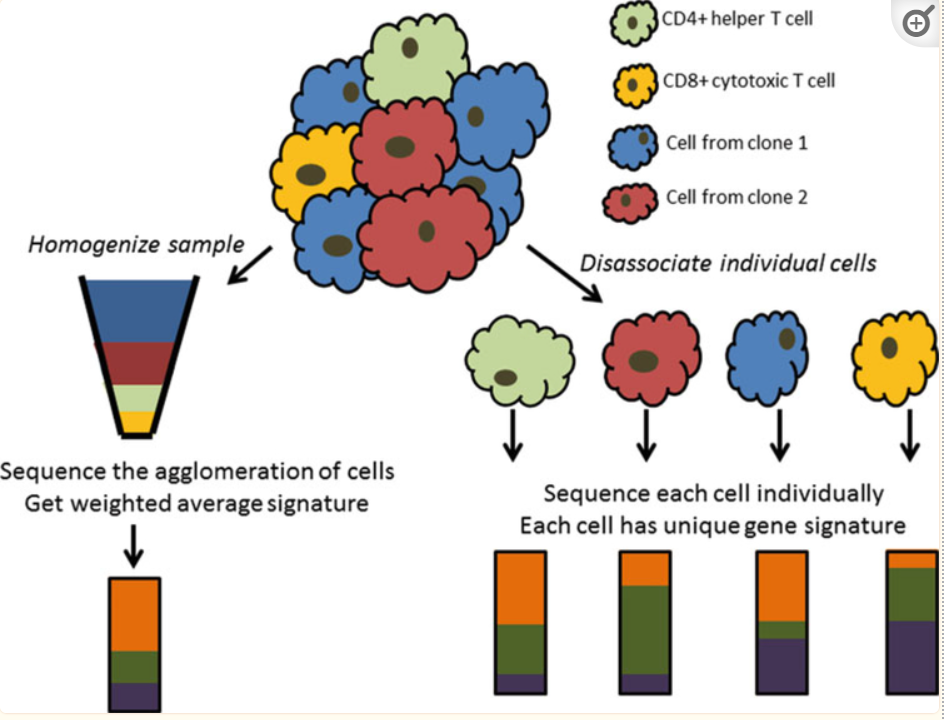 CD4+ helper T cell
CD8+ cytotoxic T cell
Cell from clone 1
Cell from clone 2
Homogenize sample
Disassociate individual cells
Sequence the agglomeration of cells
Get weighted average signature
Sequence each cell individually
Each cell has unique gene signature